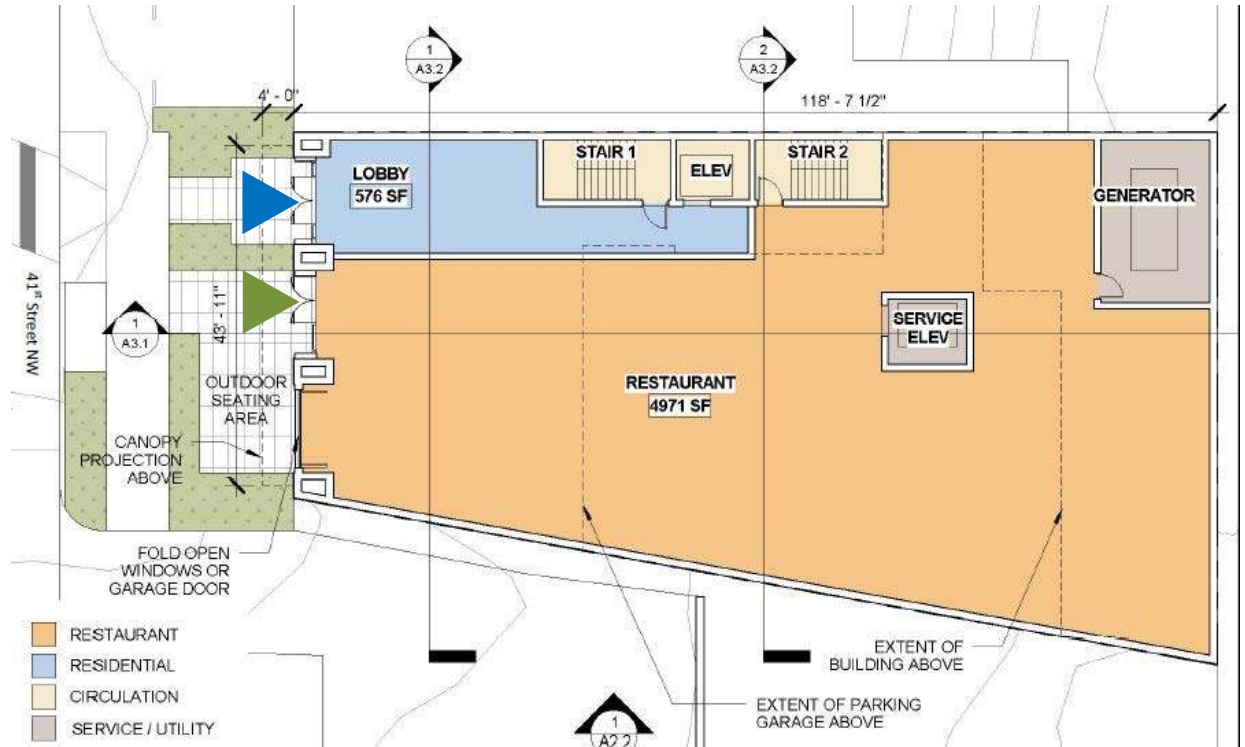 1
A3.2
2
A3.2
4' - 0"
118' - 7 1/2"
STAIR 1
ELEV
STAIR 2
LOBBY
576 SF
GENERATOR
41st Street NW
43' - 11"
1
A3.1
SERVICE
ELEV
RESTAURANT
4971 SF
OUTDOOR
SEATING
AREA
CANOPY
PROJECTION
ABOVE
FOLD OPEN
WINDOWS OR
GARAGE DOOR
RESTAURANT
RESIDENTIAL
CIRCULATION
SERVICE / UTILITY
EXTENT OF
BUILDING ABOVE
EXTENT OF PARKING
GARAGE ABOVE
1
A2.2